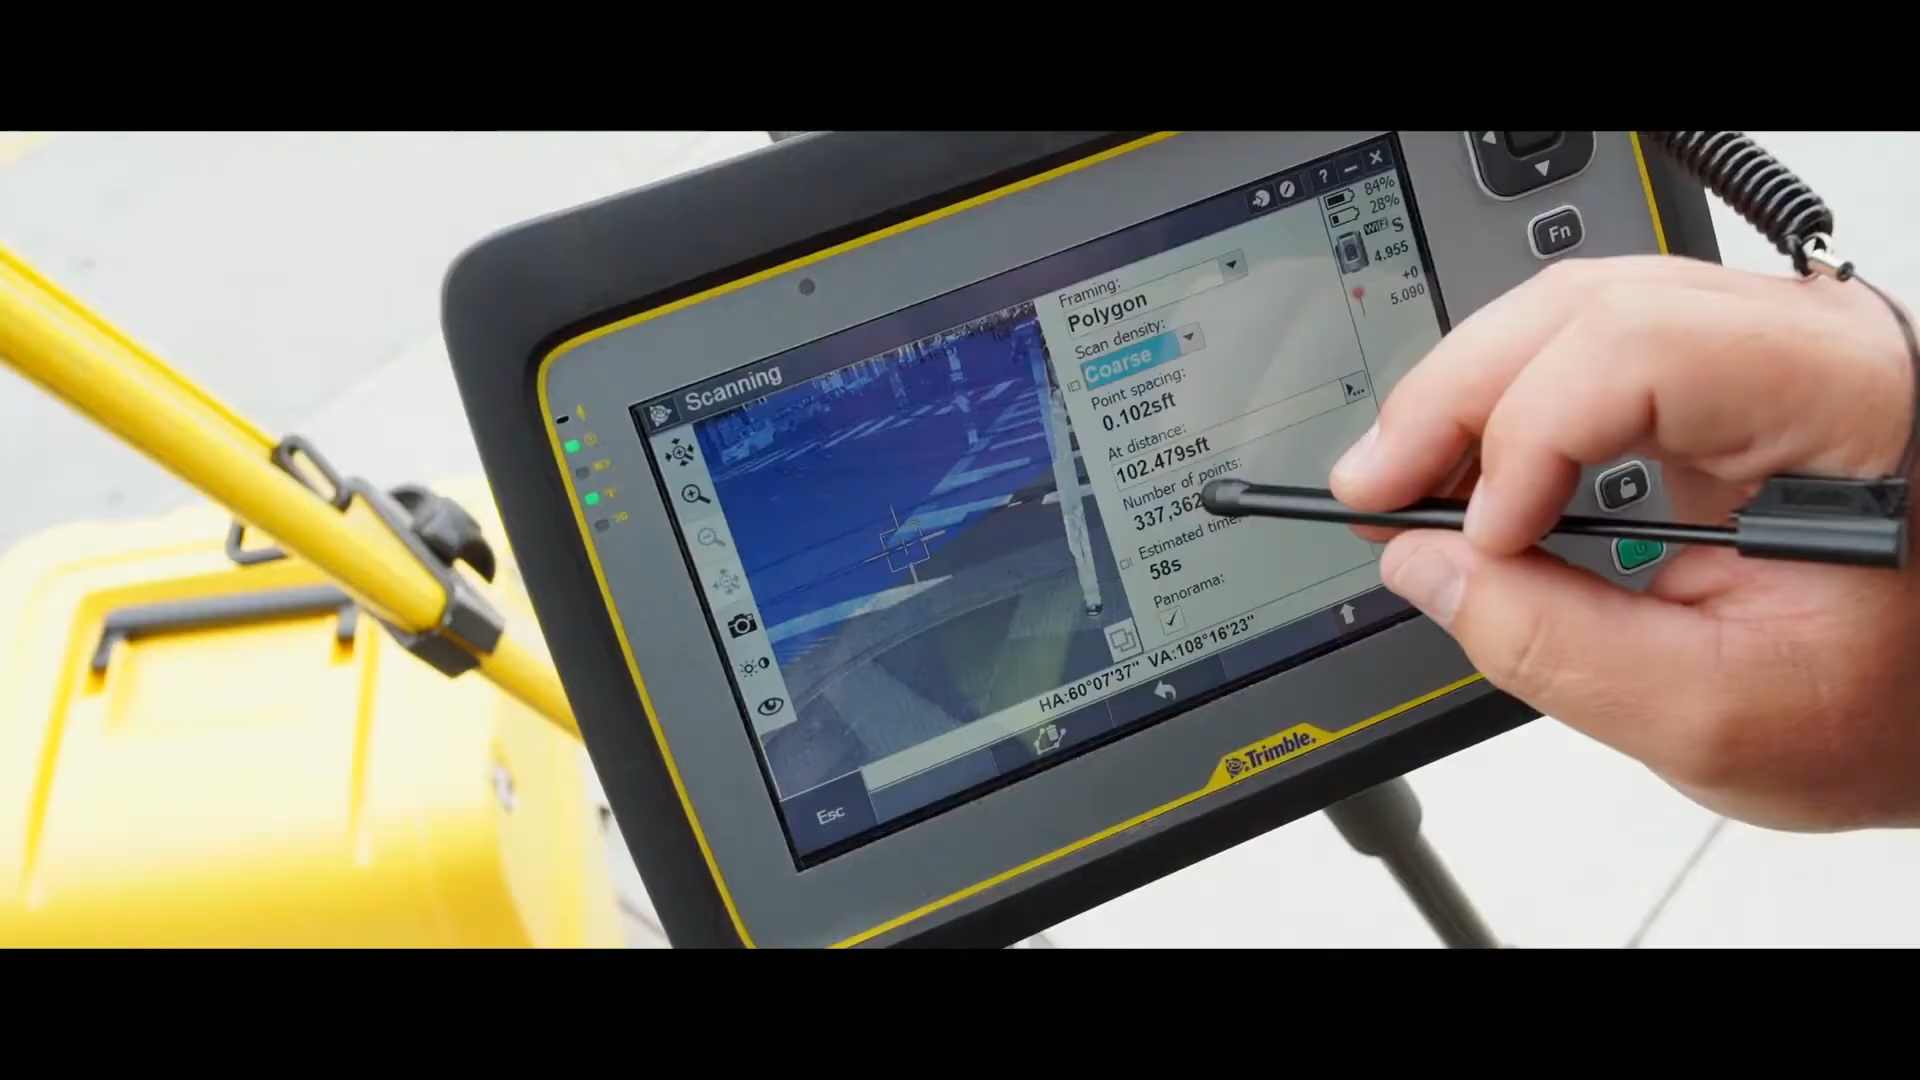 Scanning
Framing:
Polygon
Scan density:
Coarse
Point spacing:
0.102sft
At distance:
102.479sft
Number of points:
337,362
Estimated time:
58s
Panorama:
HA:60°07'37" VA:108°16'23"
Esc
?
84%
28%
WiFi S
4.955
+0
5.090
Fn
Trimble.